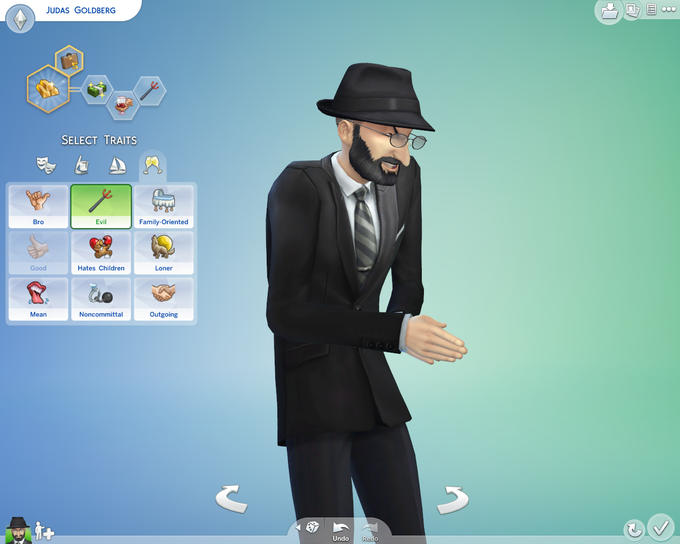 Judas Goldberg
Select Traits
Bro
Evil
Family-Oriented
Good
Hates Children
Loner
Mean
Noncommittal
Outgoing
Undo
Redo